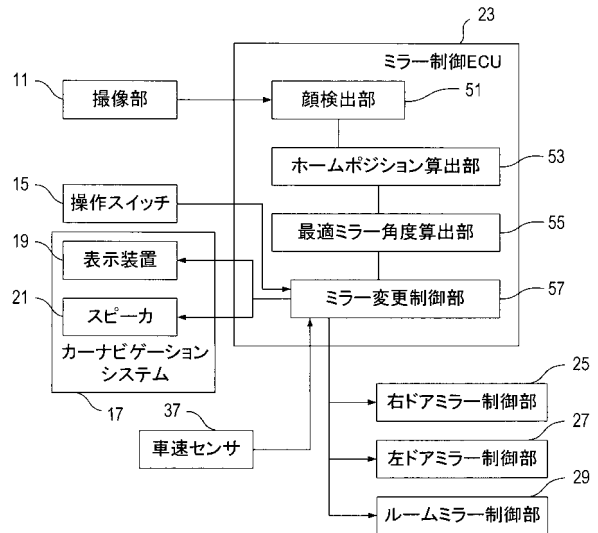 23
ミラー制御ECU
11
撮像部
顔検出部
51
ホームポジション算出部
53
15
操作スイッチ
最適ミラー角度算出部
55
19
表示装置
ミラー変更制御部
57
21
スピーカ
カーナビゲーション
システム
17
25
右ドアミラー制御部
37
車速センサ
27
左ドアミラー制御部
29
ルームミラー制御部